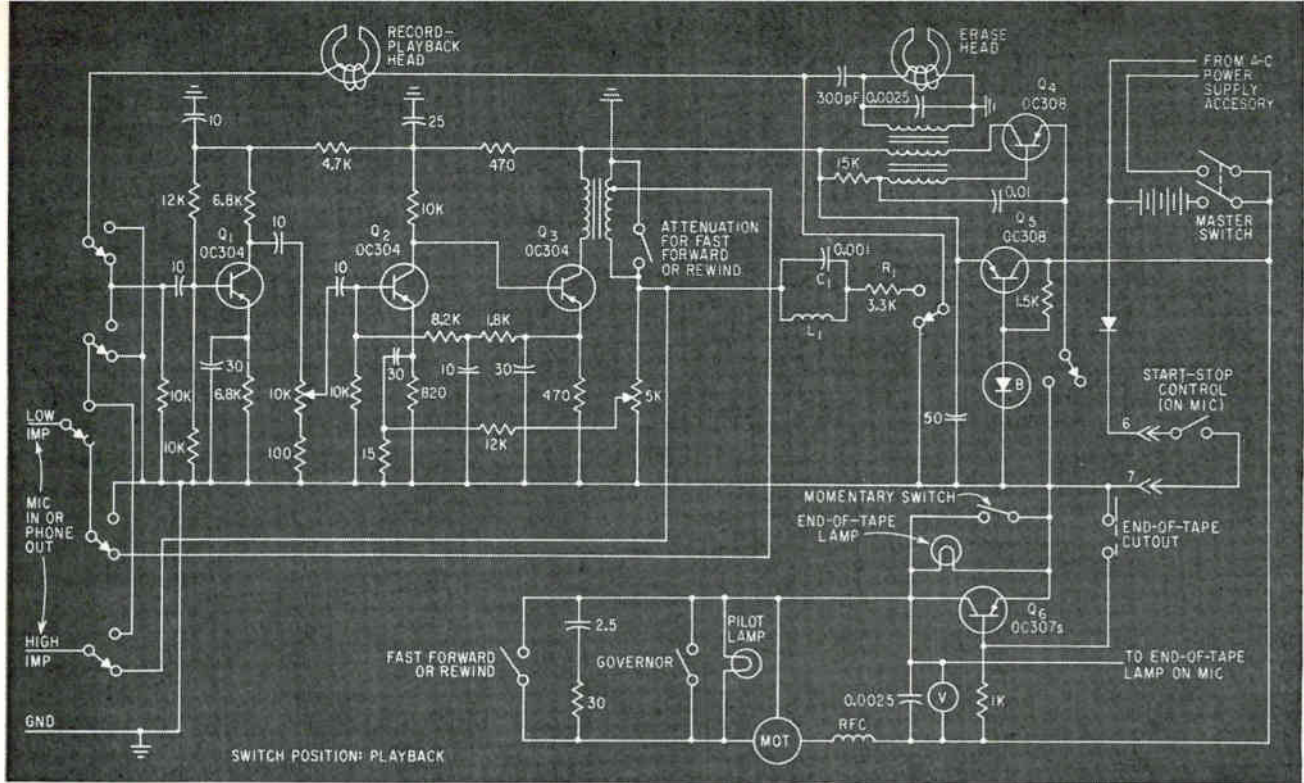 RECORD-
PLAYBACK
HEAD
ERASE
HEAD
FROM A-C
POWER
SUPPLY
ACCESORY
300pF
0.0025
Q4
OC308
10
25
4.7K
470
15K
0.01
MASTER
SWITCH
12K
6.8K
10K
Q1
OC304
10
Q2
OC304
Q3
OC304
ATTENUATION
FOR FAST
FORWARD
OR REWIND
Q5
OC308
10
10
0.001
C1
R1
3.3K
L1
1.5K
8.2K
1.8K
START-STOP
CONTROL
(ON MIC)
30
10K
6.8K
10K
10K
30
820
10
30
470
5K
50
B
6
LOW
IMP
10K
100
15
12K
7
MIC
IN OR
PHONE
OUT
MOMENTARY SWITCH
END-OF-TAPE
LAMP
END-OF-TAPE
CUTOUT
HIGH
IMP
FAST FORWARD
OR REWIND
2.5
30
GOVERNOR
PILOT
LAMP
Q6
OC307s
TO END-OF-TAPE
LAMP ON MIC
0.0025
V
1K
GND
SWITCH POSITION: PLAYBACK
MOT
RFC